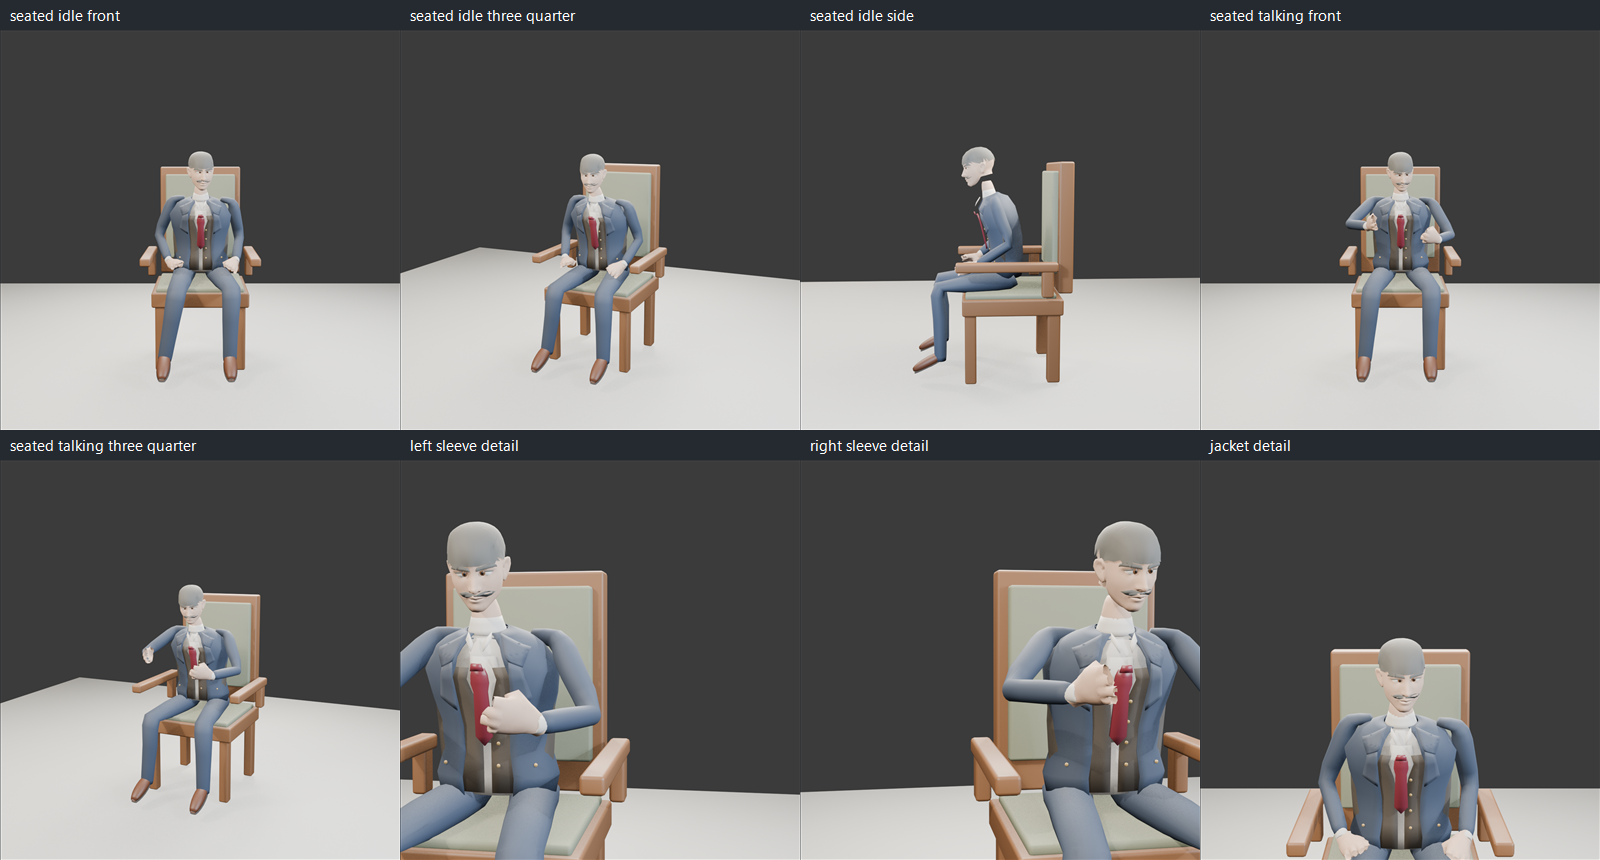 seated idle front
seated idle three quarter
seated idle side
seated talking front
seated talking three quarter
left sleeve detail
right sleeve detail
jacket detail